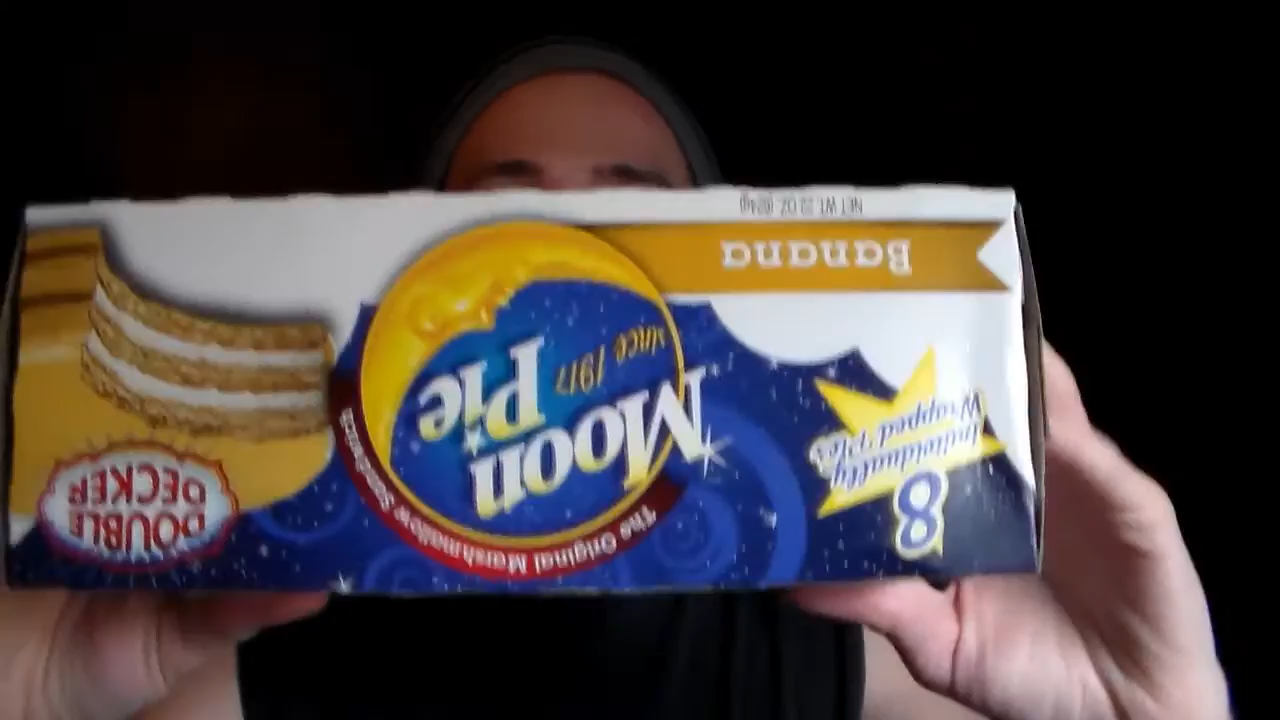 8
Individually
Wrapped Pies
The Original Marshmallow Sandwich
Moon
Pie
since 1917
DOUBLE
DECKER
Banana
NET WT. 22 OZ. (624g)